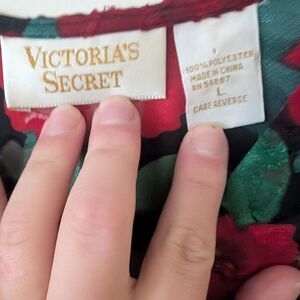 VICTORIA'S
SECRET
100% POLYESTER
MADE IN CHINA
RN 54867
L
CARE REVERSE